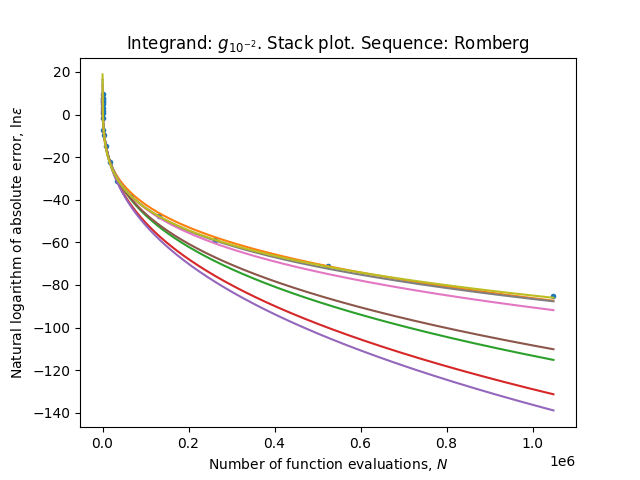 Integrand: $g_{10^{-2}}$. Stack plot. Sequence: Romberg
Natural logarithm of absolute error, lnε
20
0
−20
−40
−60
−80
−100
−120
−140
0.0 0.2 0.4 0.6 0.8 1.0
1e6
Number of function evaluations, N